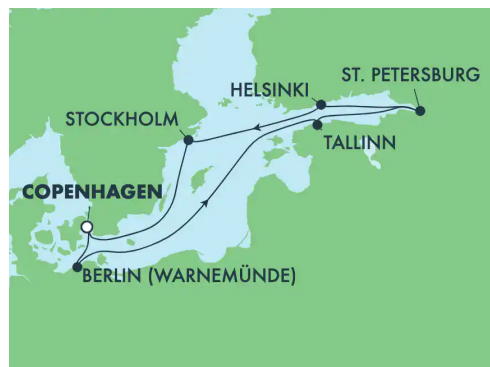 ST. PETERSBURG
HELSINKI
STOCKHOLM
TALLINN
COPENHAGEN
BERLIN (WARNEMÜNDE)